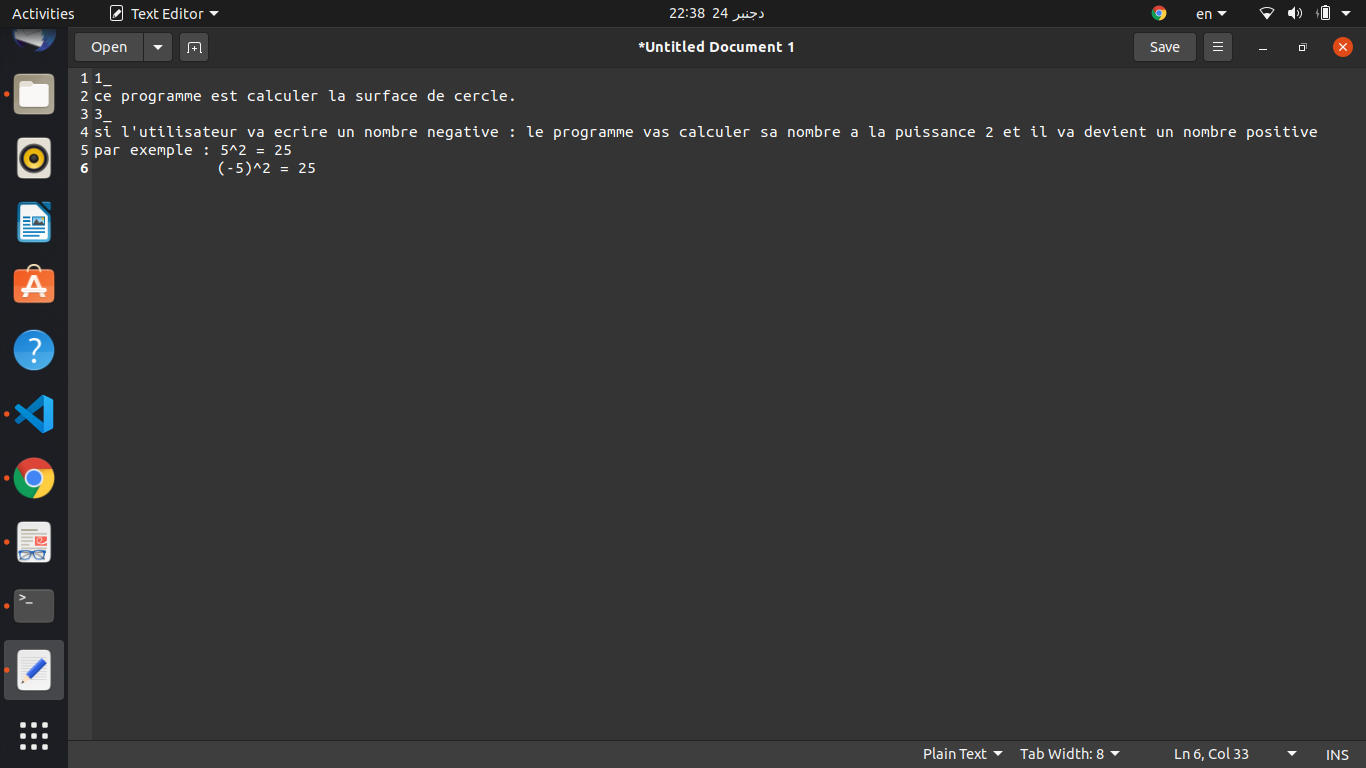 Activities Text Editor 22:38 24 دجنبر en
Open *Untitled Document 1 Save
1 1_
2 ce programme est calculer la surface de cercle.
3 3_
4 si l'utilisateur va ecrire un nombre negative : le programme vas calculer sa nombre a la puissance 2 et il va devient un nombre positive
5 par exemple : 5^2 = 25
6 (-5)^2 = 25
Plain Text Tab Width: 8 Ln 6, Col 33 INS